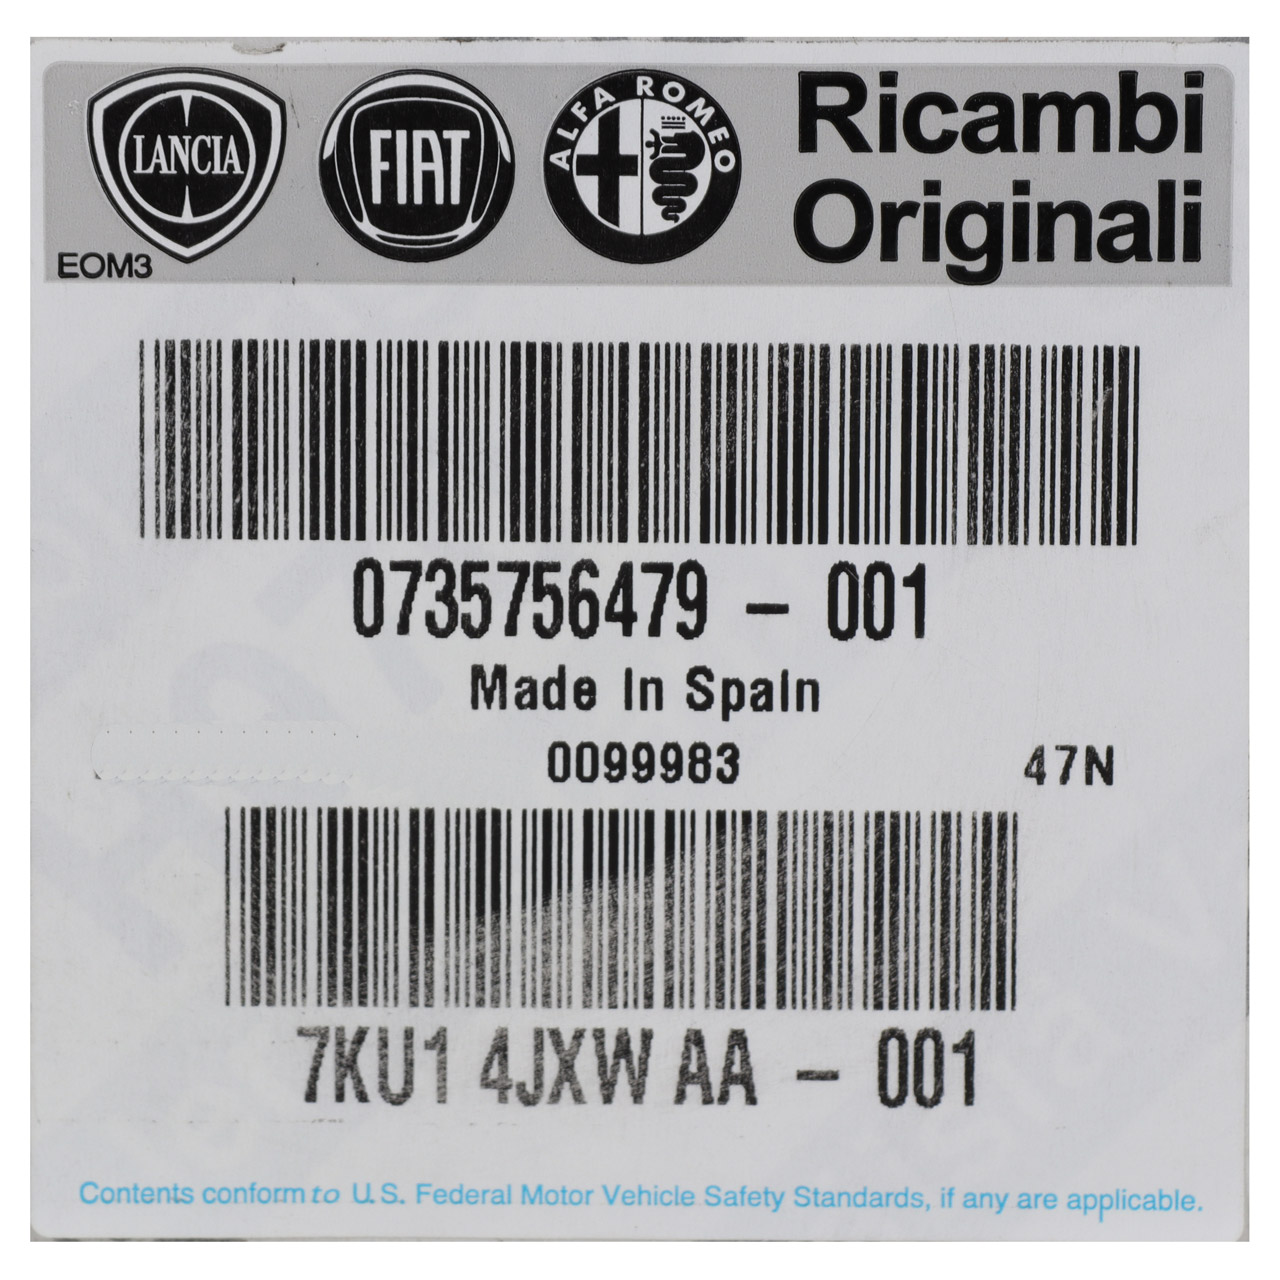 LANCIA
FIAT
ALFA ROMEO
Ricambi
Originali
EOM3
0735756479 – 001
Made In Spain
0099983
47N
7KU1 4JXW AA – 001
Contents conform to U.S. Federal Motor Vehicle Safety Standards, if any are applicable.